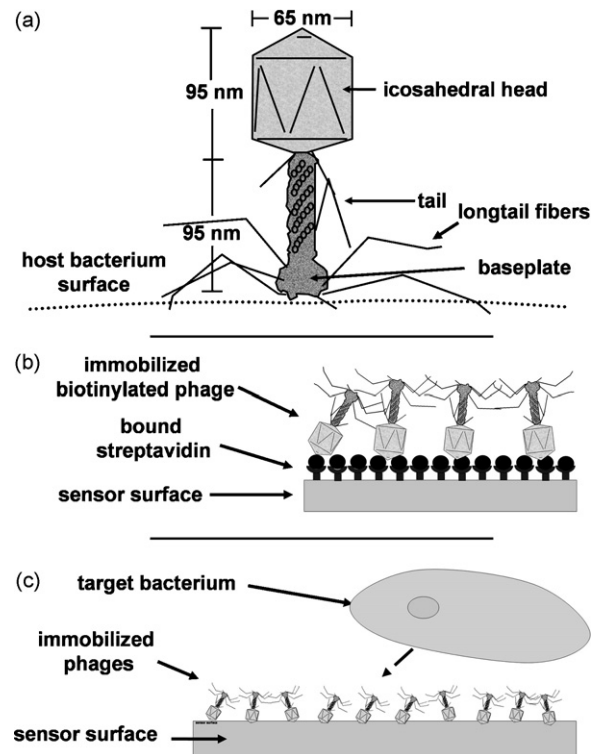 (a)
65 nm
95 nm
icosahedral head
tail
longtail fibers
95 nm
host bacterium
surface
baseplate
(b)
immobilized
biotinylated phage
bound
streptavidin
sensor surface
(c)
target bacterium
immobilized
phages
sensor surface